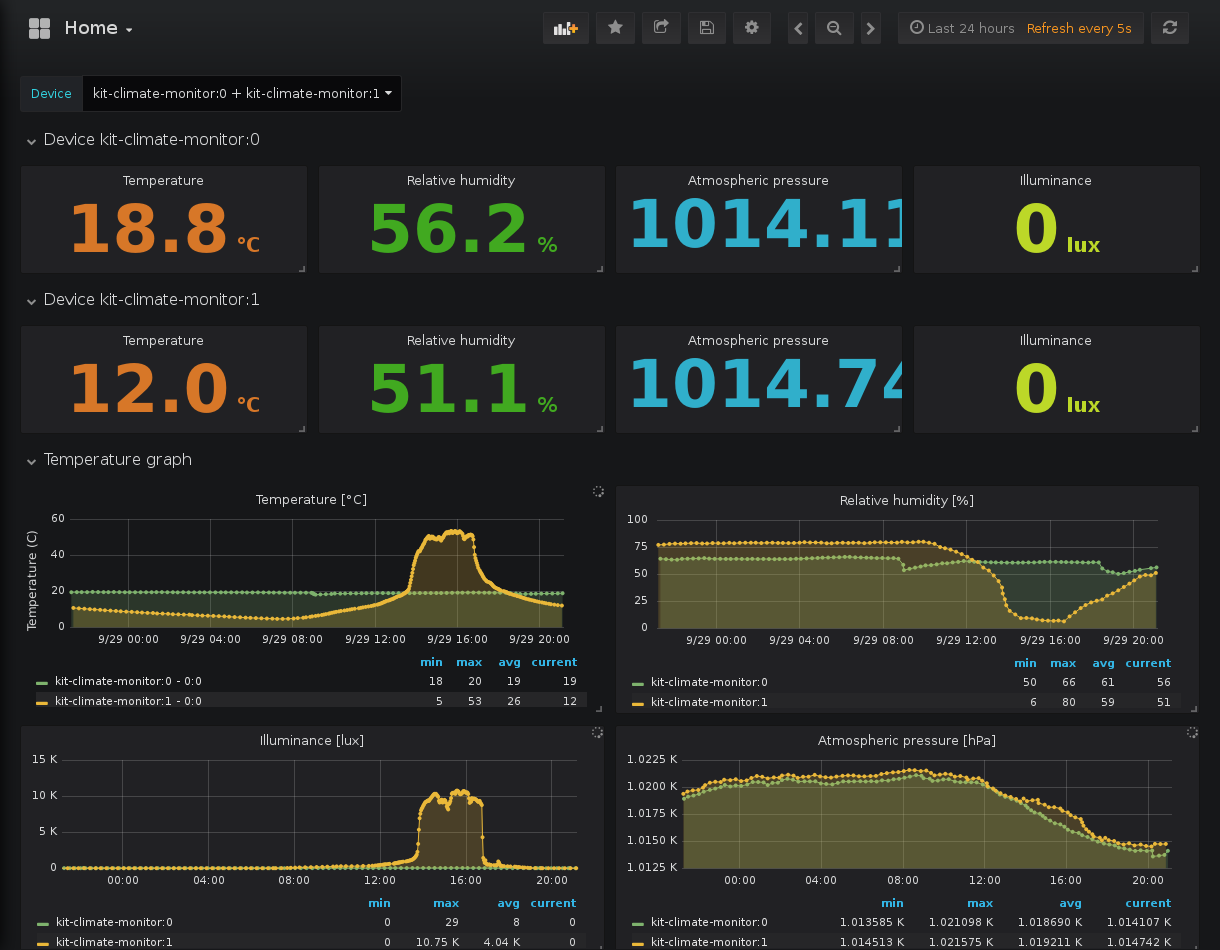 Home
Last 24 hours Refresh every 5s
Device kit-climate-monitor:0 + kit-climate-monitor:1
Device kit-climate-monitor:0
Temperature Relative humidity Atmospheric pressure Illuminance
18.8 °C 56.2 % 1014.11 0 lux
Device kit-climate-monitor:1
Temperature Relative humidity Atmospheric pressure Illuminance
12.0 °C 51.1 % 1014.74 0 lux
Temperature graph
Temperature [°C]
Temperature (C)
60
40
20
0
9/29 00:00 9/29 04:00 9/29 08:00 9/29 12:00 9/29 16:00 9/29 20:00
min max avg current
kit-climate-monitor:0 - 0:0 18 20 19 19
kit-climate-monitor:1 - 0:0 5 53 26 12
Relative humidity [%]
100
75
50
25
0
9/29 00:00 9/29 04:00 9/29 08:00 9/29 12:00 9/29 16:00 9/29 20:00
min max avg current
kit-climate-monitor:0 50 66 61 56
kit-climate-monitor:1 6 80 59 51
Illuminance [lux]
15 K
10 K
5 K
0
00:00 04:00 08:00 12:00 16:00 20:00
min max avg current
kit-climate-monitor:0 0 29 8 0
kit-climate-monitor:1 0 10.75 K 4.04 K 0
Atmospheric pressure [hPa]
1.0225 K
1.0200 K
1.0175 K
1.0150 K
1.0125 K
00:00 04:00 08:00 12:00 16:00 20:00
min max avg current
kit-climate-monitor:0 1.013585 K 1.021098 K 1.018690 K 1.014107 K
kit-climate-monitor:1 1.014513 K 1.021575 K 1.019211 K 1.014742 K